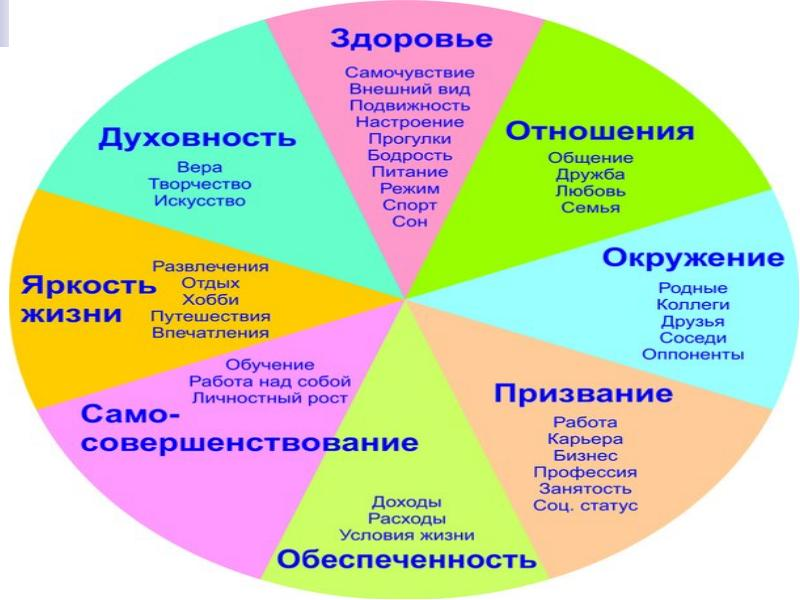 Здоровье
Самочувствие
Внешний вид
Подвижность
Настроение
Прогулки
Бодрость
Питание
Режим
Спорт
Сон
Отношения
Общение
Дружба
Любовь
Семья
Окружение
Родные
Коллеги
Друзья
Соседи
Оппоненты
Призвание
Работа
Карьера
Бизнес
Профессия
Занятость
Соц. статус
Доходы
Расходы
Условия жизни
Обеспеченность
Обучение
Работа над собой
Личностный рост
Само-
совершенствование
Яркость
жизни
Развлечения
Отдых
Хобби
Путешествия
Впечатления
Духовность
Вера
Творчество
Искусство